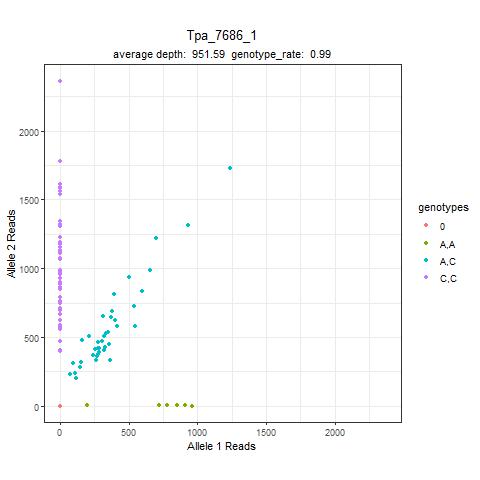 Tpa_7686_1
average depth: 951.59 genotype_rate: 0.99
Allele 2 Reads
2000
1500
1000
500
0
0 500 1000 1500 2000
Allele 1 Reads
genotypes
0
A,A
A,C
C,C